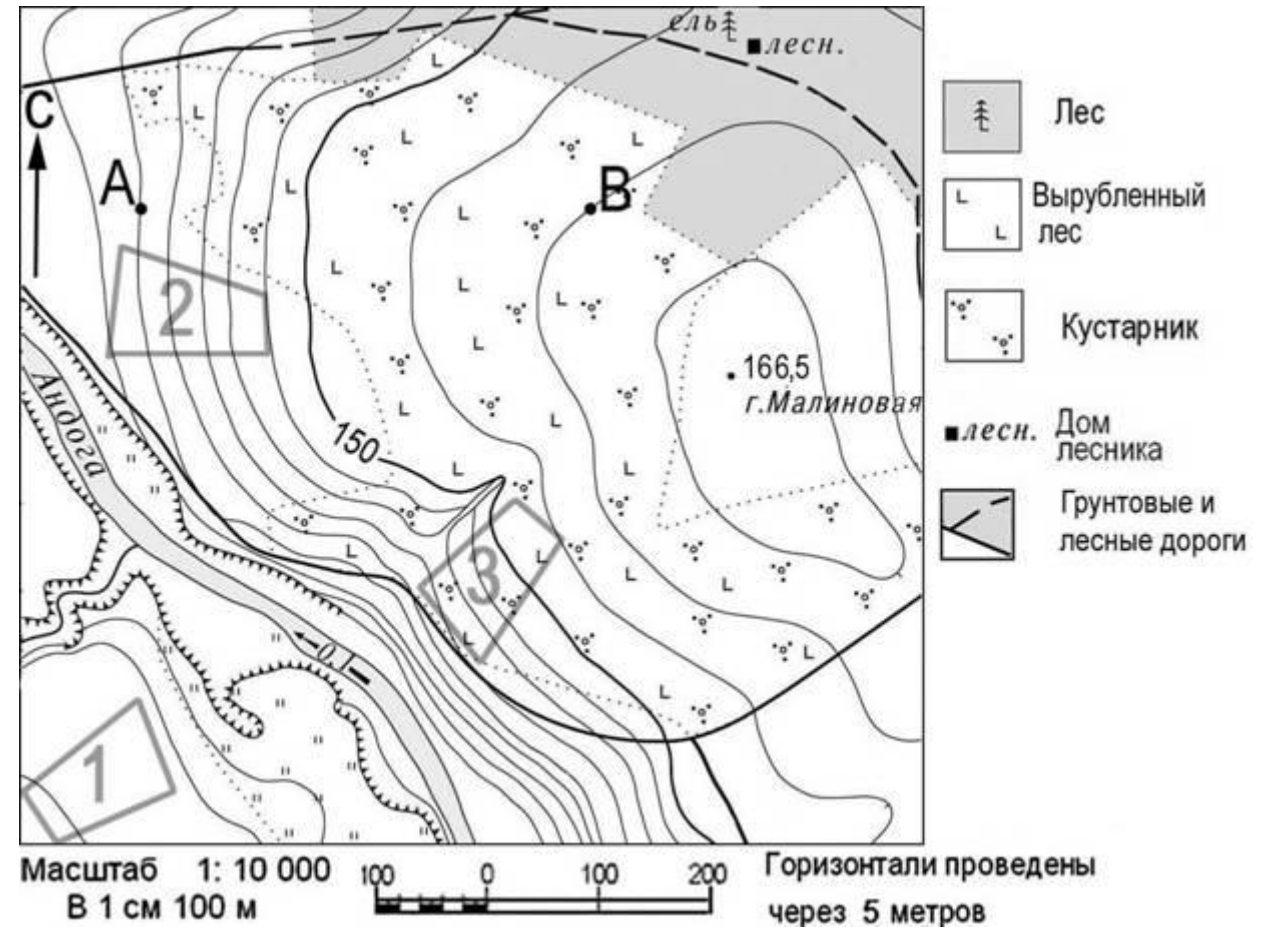 ель
лесн.
С
А
В
2
Андога
166,5
г.Малиновая
150
3
0,1
1
Лес
Вырубленный
лес
Кустарник
лесн.
Дом
лесника
Грунтовые и
лесные дороги
Масштаб 1: 10 000
В 1 см 100 м
100 0 100 200
Горизонтали проведены
через 5 метров